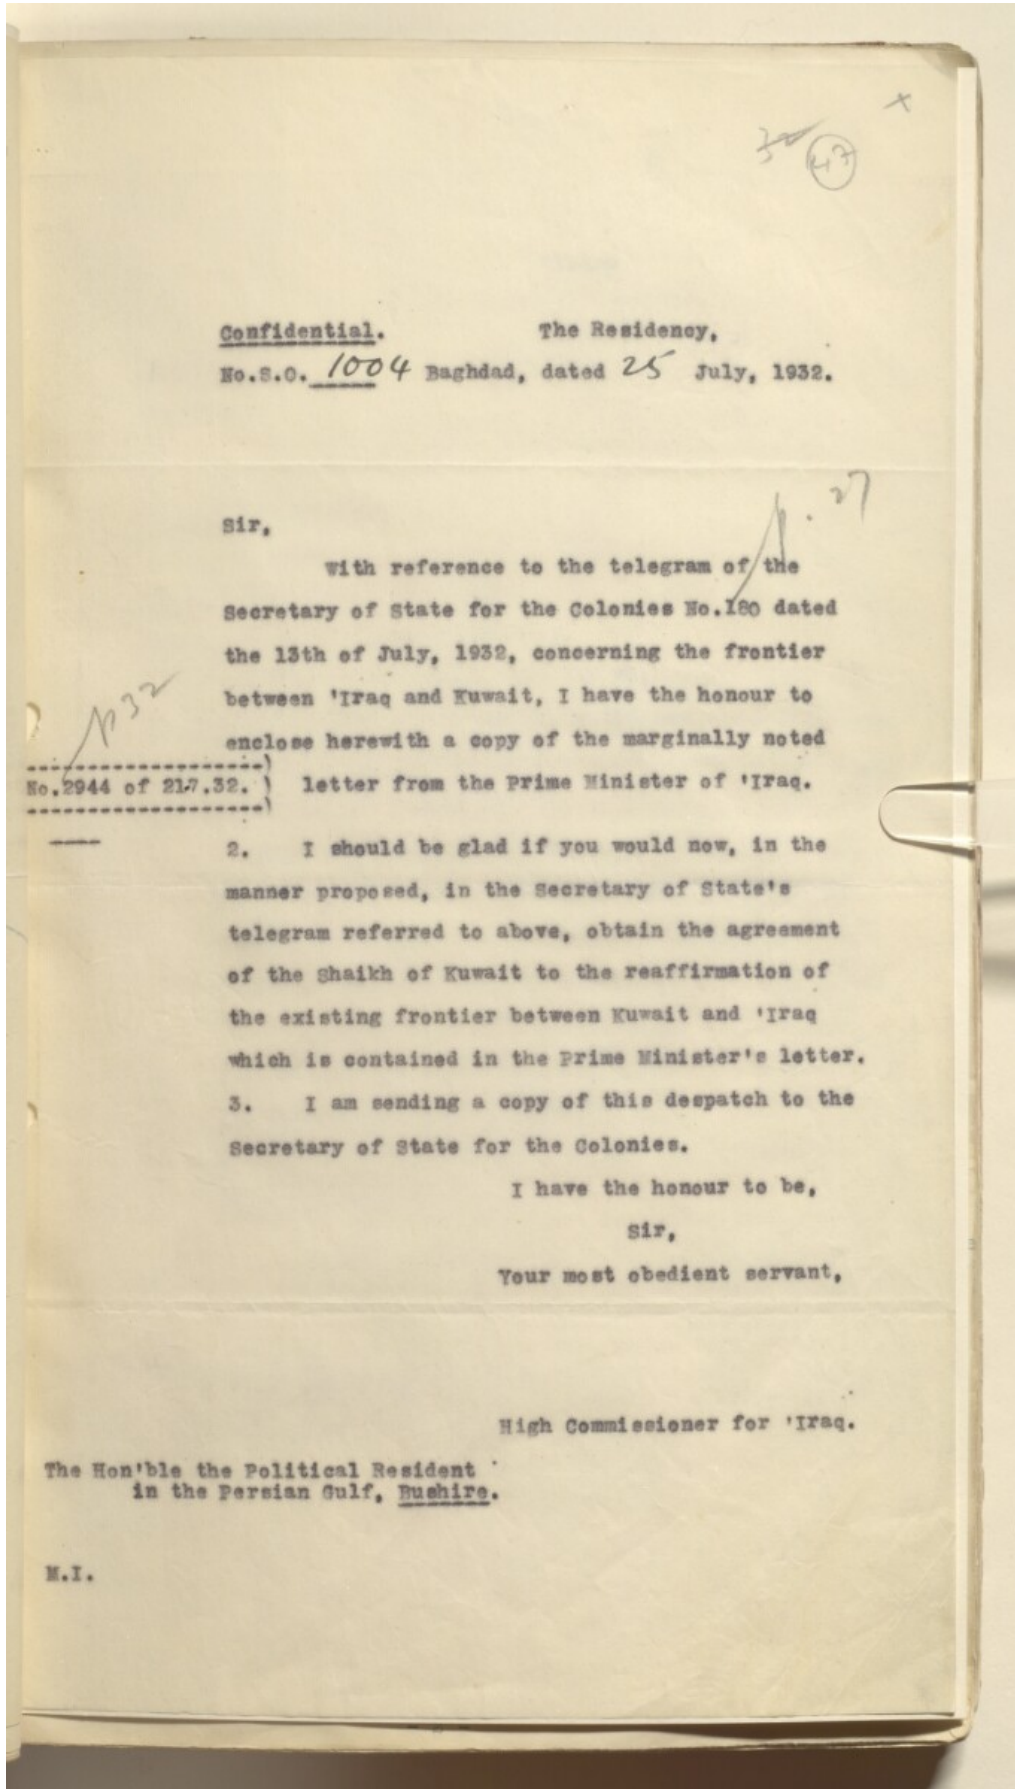 x
47
Confidential. The Residency,
No.S.O. 1004 Baghdad, dated 25 July, 1932.
p. 27
Sir,
With reference to the telegram of the
Secretary of State for the Colonies No.180 dated
the 13th of July, 1932, concerning the frontier
between 'Iraq and Kuwait, I have the honour to
enclose herewith a copy of the marginally noted
p 32
No.2944 of 21.7.32. ) letter from the Prime Minister of 'Iraq.
2. I should be glad if you would now, in the
manner proposed, in the Secretary of State's
telegram referred to above, obtain the agreement
of the Shaikh of Kuwait to the reaffirmation of
the existing frontier between Kuwait and 'Iraq
which is contained in the Prime Minister's letter.
3. I am sending a copy of this despatch to the
Secretary of State for the Colonies.
I have the honour to be,
Sir,
Your most obedient servant,
High Commissioner for 'Iraq.
The Hon'ble the Political Resident
in the Persian Gulf, Bushire.
M.I.